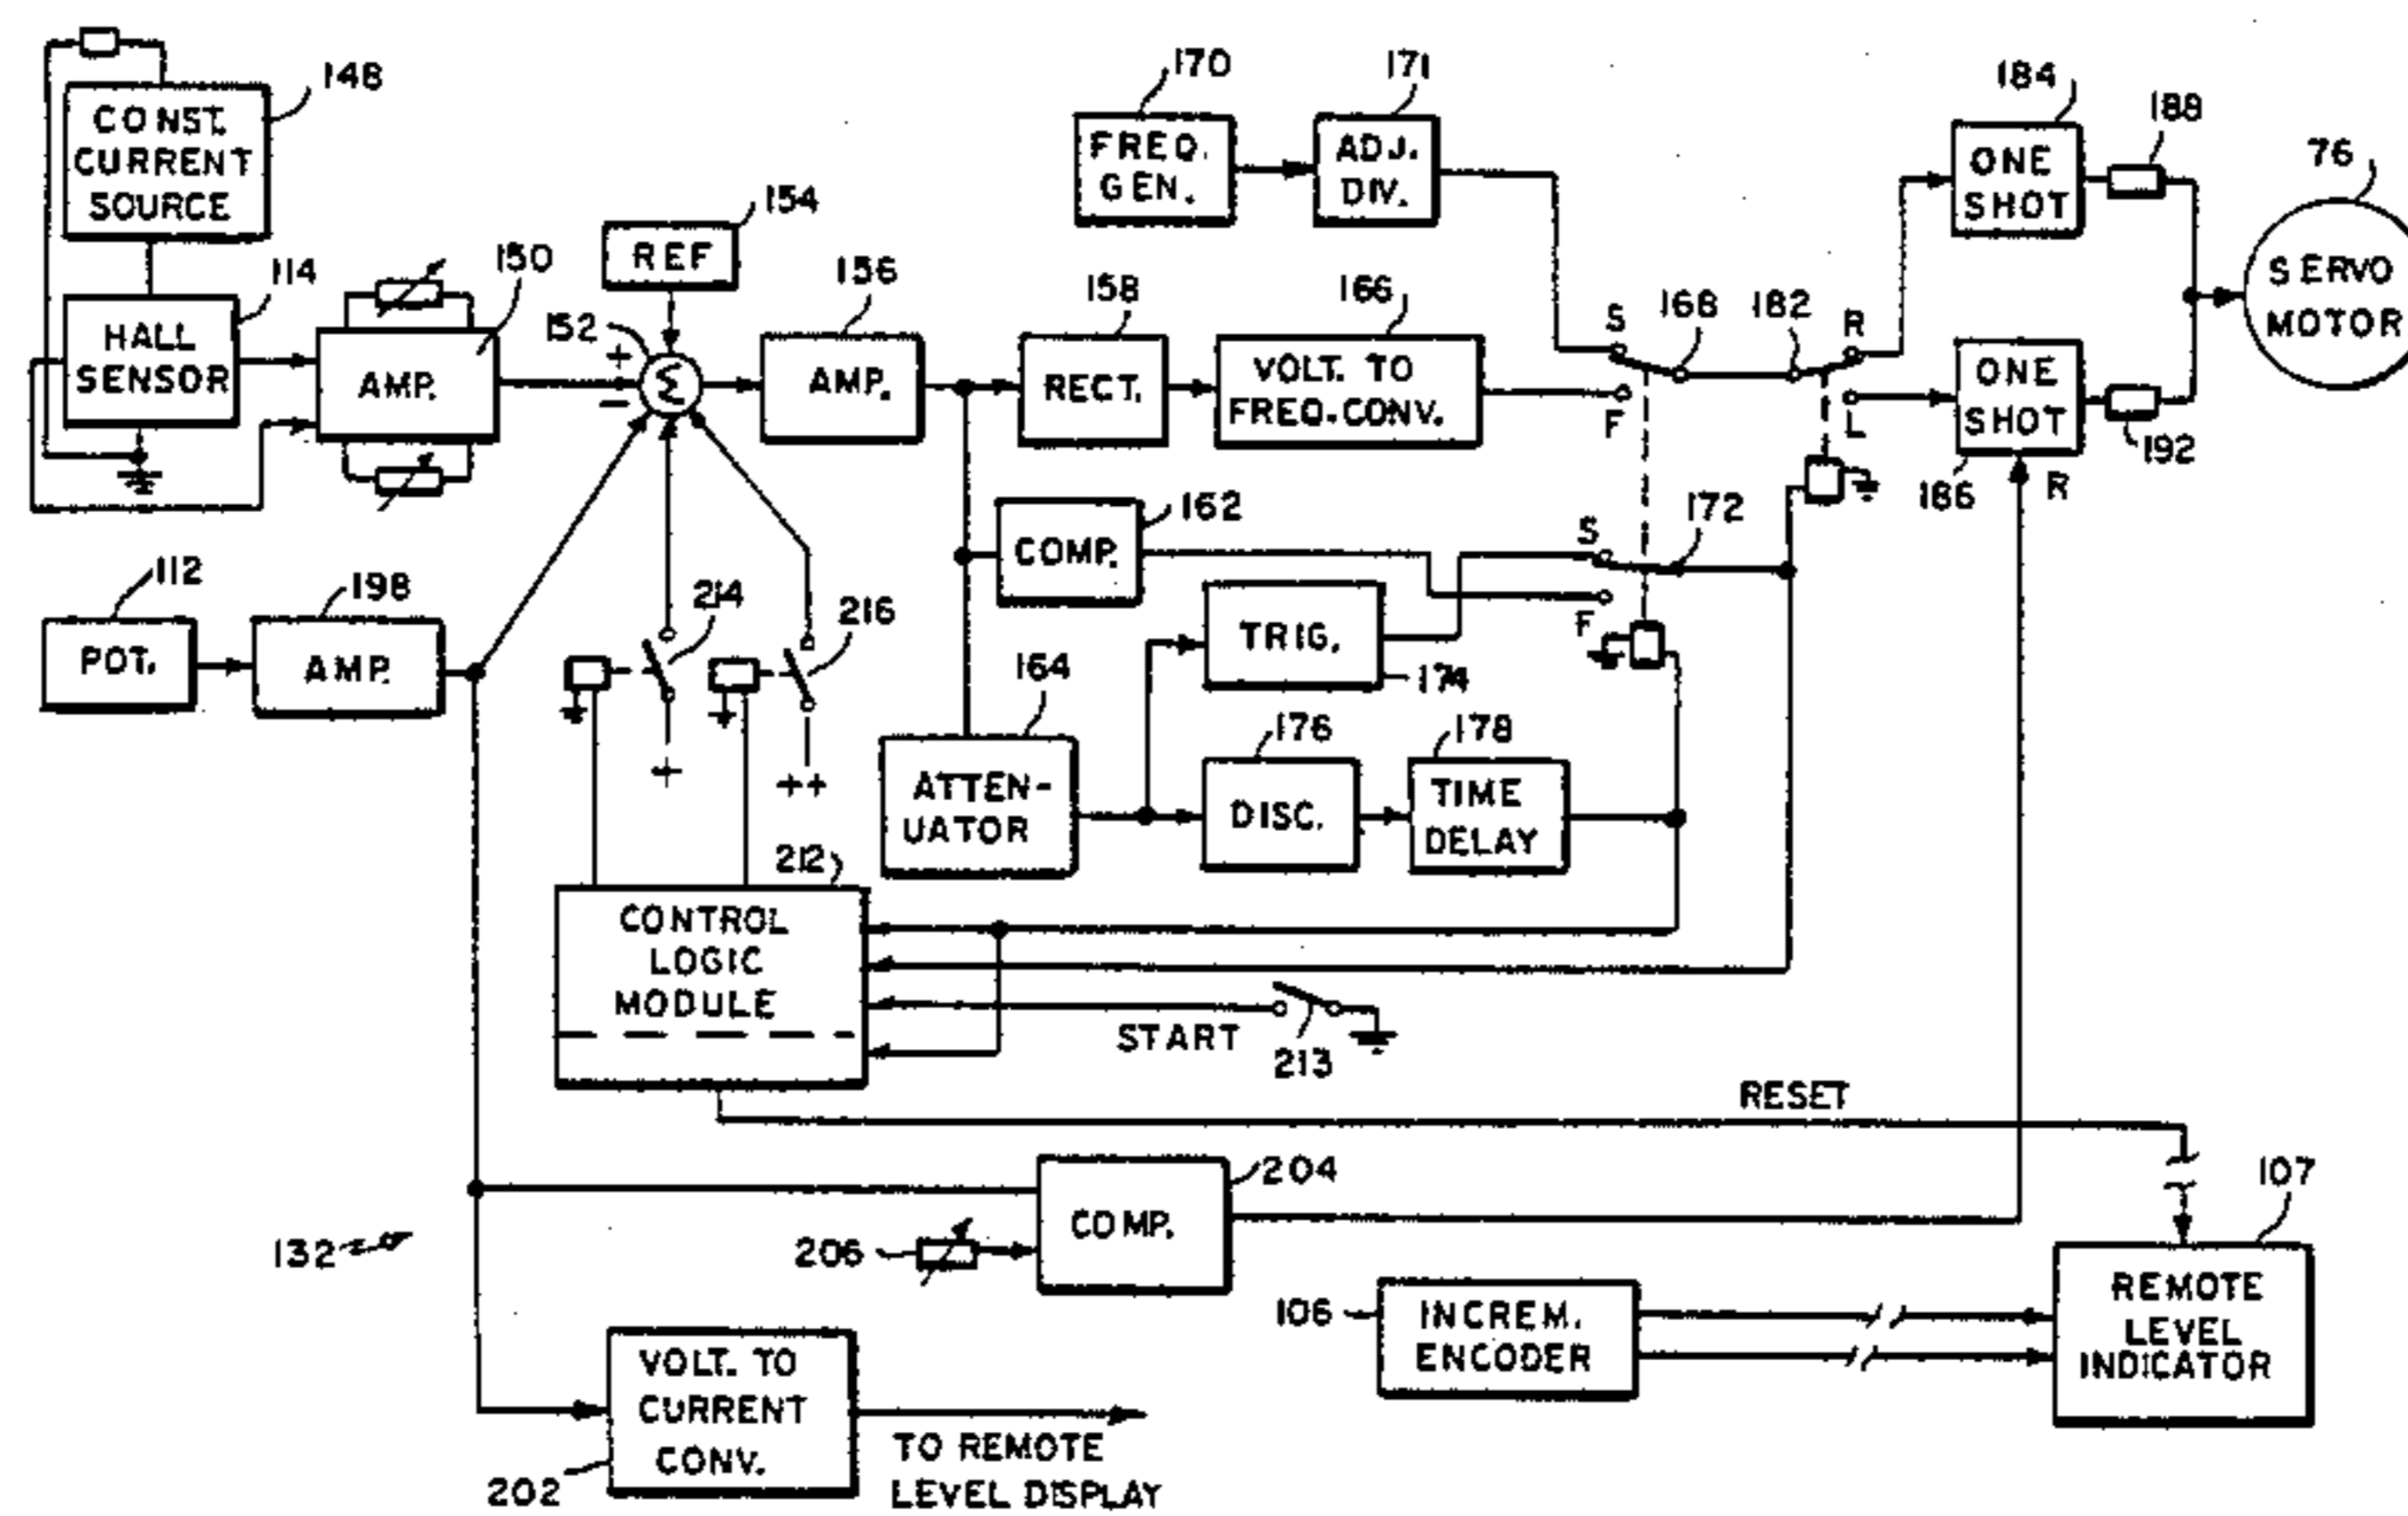 148
CONST.
CURRENT
SOURCE
114
HALL
SENSOR
150
AMP.
154
REF
152
+
−
Σ
156
AMP.
158
RECT.
170
FREQ.
GEN.
171
ADJ.
DIV.
166
VOLT. TO
FREQ. CONV.
S
F
168
182
R
L
184
ONE
SHOT
188
186
ONE
SHOT
192
R
76
SERVO
MOTOR
162
COMP.
S
F
172
TRIG.
174
112
POT.
198
AMP.
214
+
216
++
164
ATTEN-
UATOR
176
DISC.
178
TIME
DELAY
212
CONTROL
LOGIC
MODULE
START
213
RESET
204
COMP.
206
132
106
INCREM.
ENCODER
107
REMOTE
LEVEL
INDICATOR
202
VOLT. TO
CURRENT
CONV.
TO REMOTE
LEVEL DISPLAY